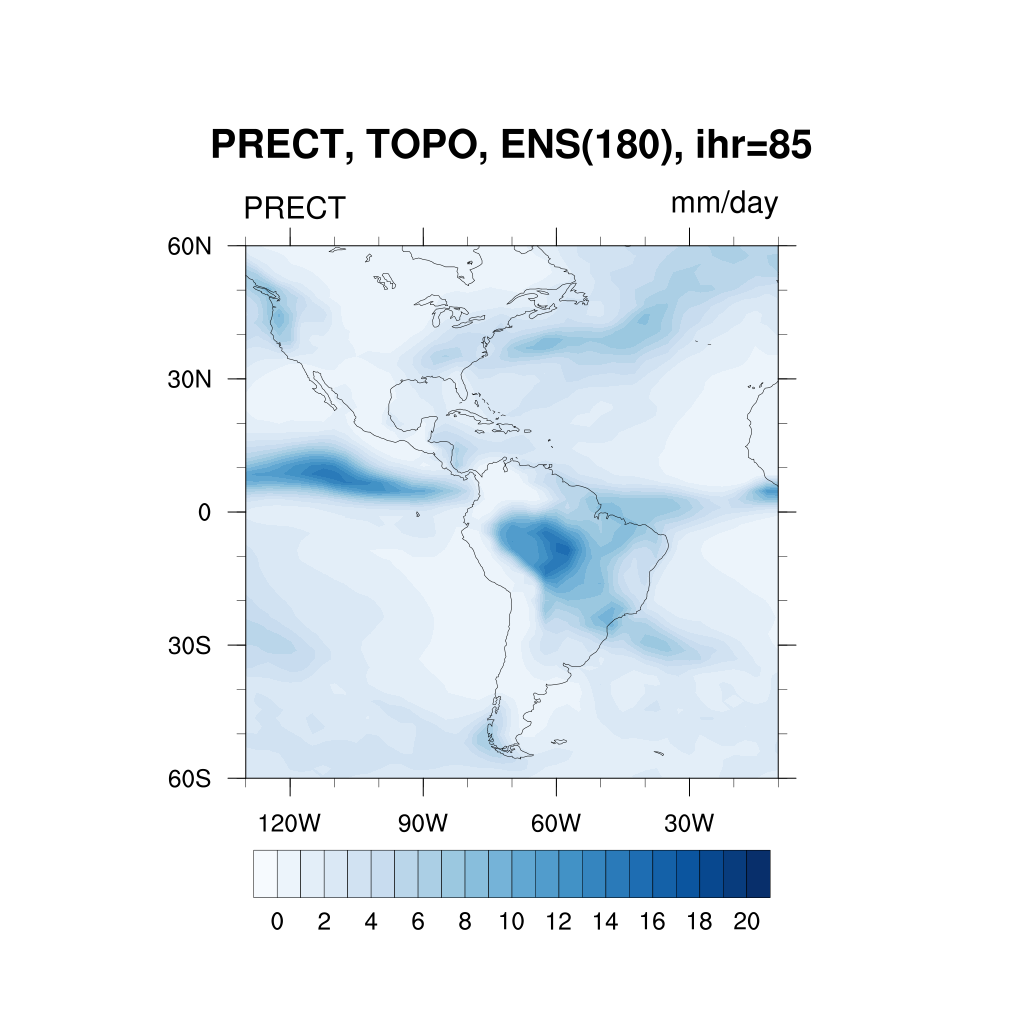 PRECT, TOPO, ENS(180), ihr=85
PRECT mm/day
60N
30N
0
30S
60S
120W 90W 60W 30W
0 2 4 6 8 10 12 14 16 18 20